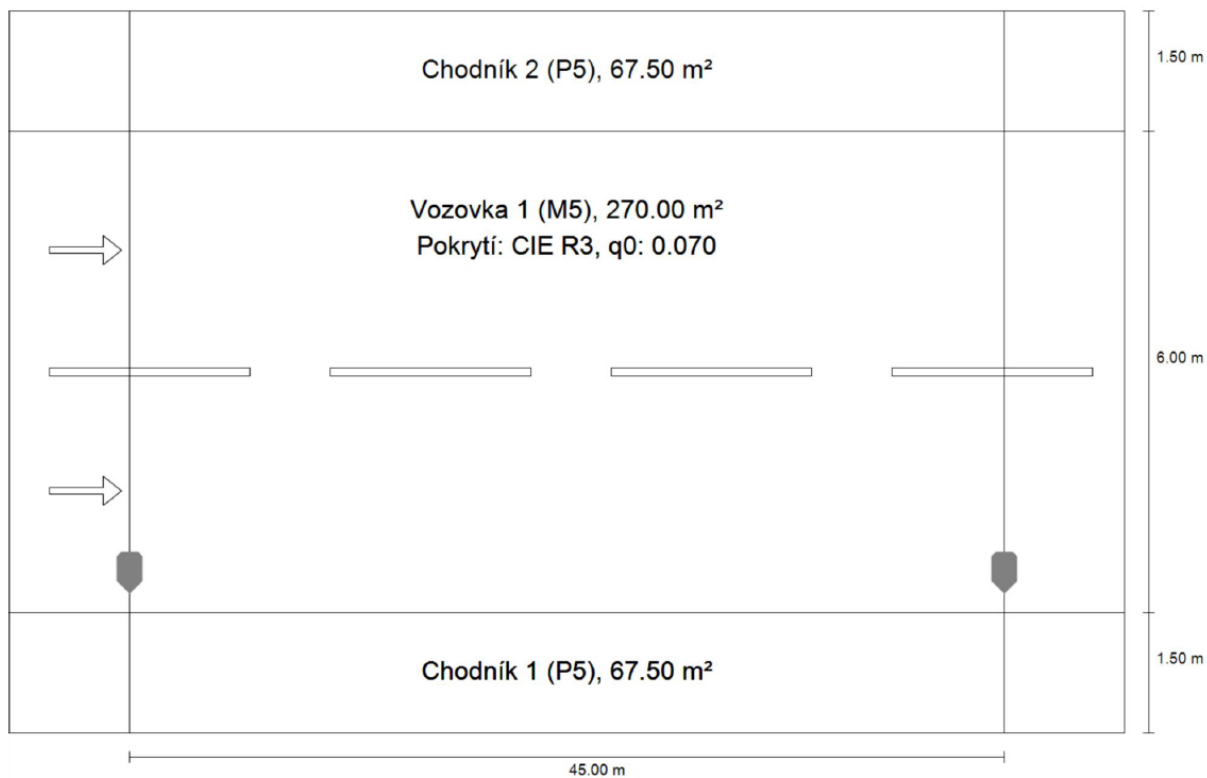 Chodník 2 (P5), 67.50 m²
1.50 m
Vozovka 1 (M5), 270.00 m²
Pokrytí: CIE R3, q0: 0.070
6.00 m
Chodník 1 (P5), 67.50 m²
1.50 m
45.00 m